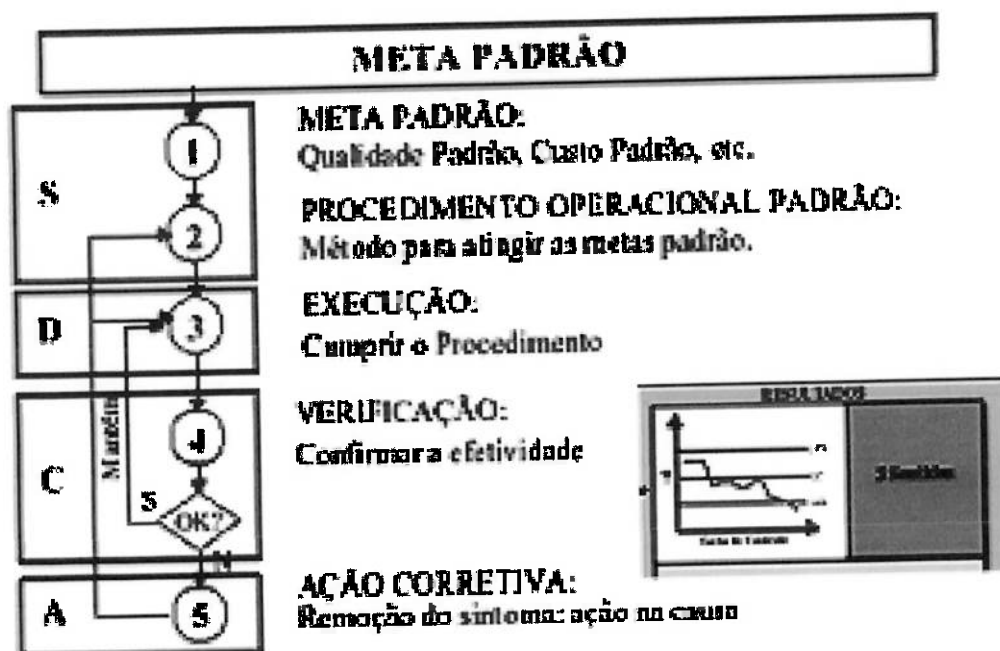 META PADRÃO
META PADRÃO:
Qualidade Padrão, Custo Padrão, etc.
PROCEDIMENTO OPERACIONAL PADRÃO:
Método para atingir as metas padrão.
EXECUÇÃO:
Cumprir o Procedimento
VERIFICAÇÃO:
Confirmar a efetividade
AÇÃO CORRETIVA:
Remoção do sintoma: ação na causa
S
1
2
D
3
Mantém
C
4
S
OK?
N
A
5
RESULTADOS